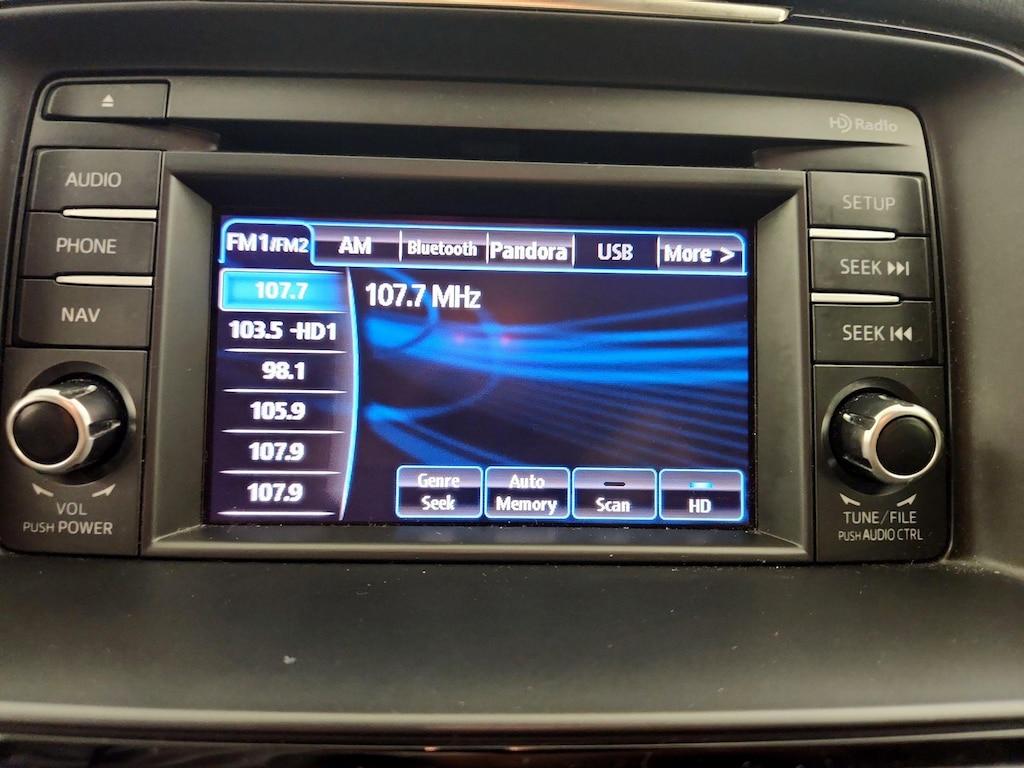 HD Radio
AUDIO
PHONE
NAV
VOL
PUSH POWER
FM1/FM2 AM Bluetooth Pandora USB More >
107.7
103.5 -HD1
98.1
105.9
107.9
107.9
107.7 MHz
Genre Seek
Auto Memory
Scan
HD
SETUP
SEEK
SEEK
TUNE/FILE
PUSH AUDIO CTRL